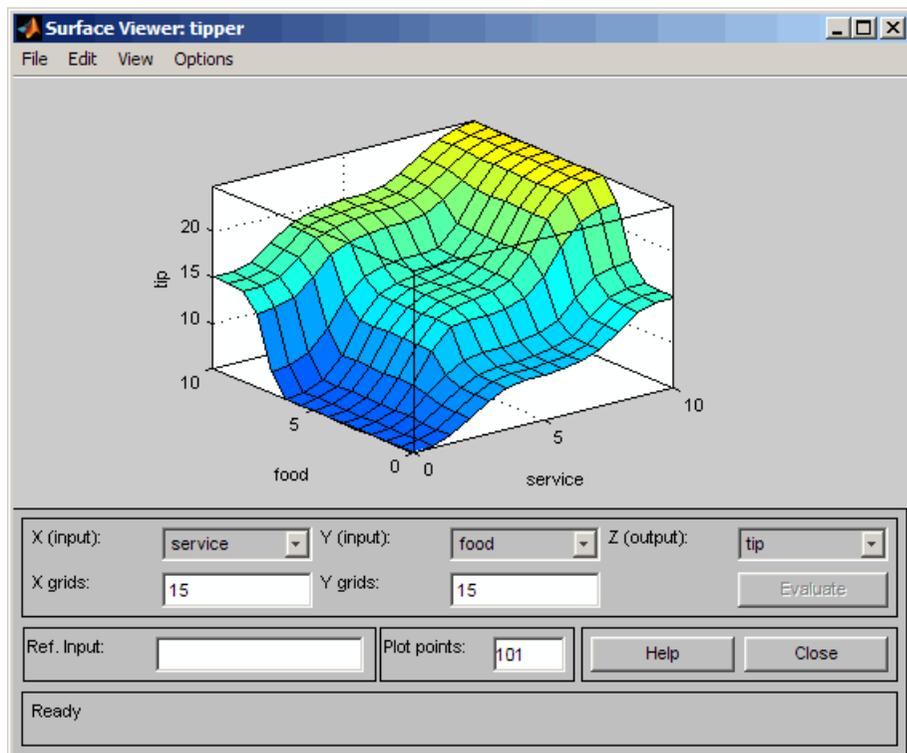 Surface Viewer: tipper
File Edit View Options
20
15
10
tip
10
5
0
food
0
5
10
service
X (input): service Y (input): food Z (output): tip
X grids: 15 Y grids: 15 Evaluate
Ref. Input: Plot points: 101 Help Close
Ready